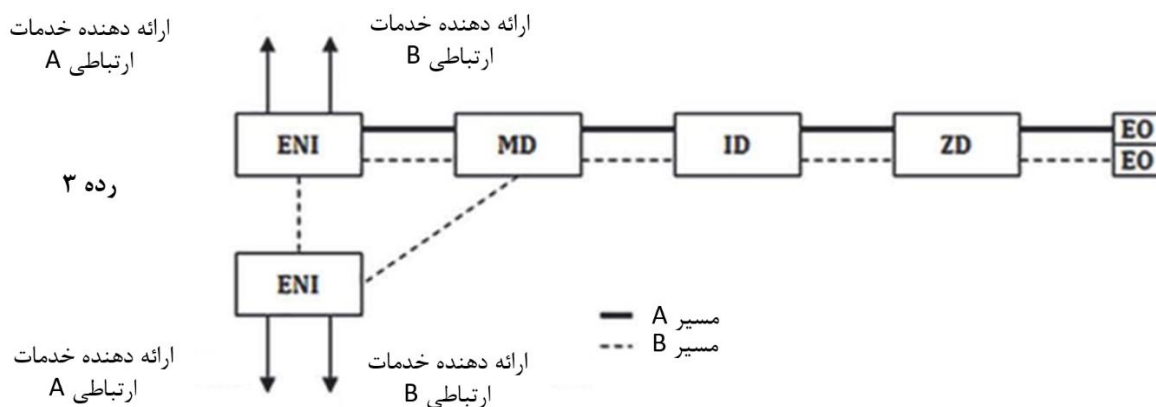 ارائه دهنده خدمات
ارتباطی A
ارائه دهنده خدمات
ارتباطی B
ENI
MD
ID
ZD
EO
EO
رده ۳
ENI
مسیر A
مسیر B
ارائه دهنده خدمات
ارتباطی A
ارائه دهنده خدمات
ارتباطی B